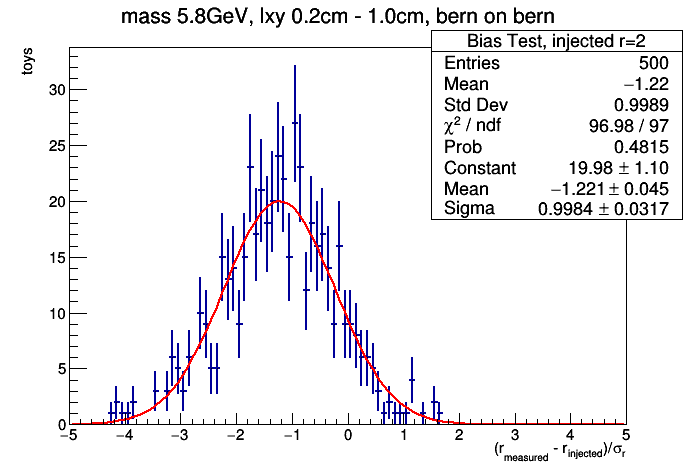 mass 5.8GeV, lxy 0.2cm - 1.0cm, bern on bern
Bias Test, injected r=2
Entries 500
Mean −1.22
Std Dev 0.9989
χ² / ndf 96.98 / 97
Prob 0.4815
Constant 19.98 ± 1.10
Mean −1.221 ± 0.045
Sigma 0.9984 ± 0.0317
toys
30
25
20
15
10
5
0
−5 −4 −3 −2 −1 0 1 2 3 4 5
(r_measured - r_injected)/σ_r